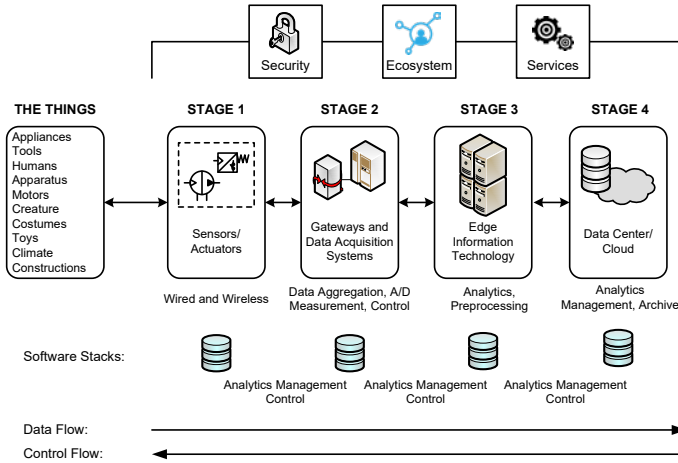 Security
Ecosystem
Services
THE THINGS
STAGE 1
STAGE 2
STAGE 3
STAGE 4
Appliances
Tools
Humans
Apparatus
Motors
Creature
Costumes
Toys
Climate
Constructions
Sensors/
Actuators
Gateways and
Data Acquisition
Systems
Edge
Information
Technology
Data Center/
Cloud
Wired and Wireless
Data Aggregation, A/D
Measurement, Control
Analytics,
Preprocessing
Analytics
Management, Archive
Software Stacks:
Analytics Management
Control
Analytics Management
Control
Analytics Management
Control
Data Flow:
Control Flow: